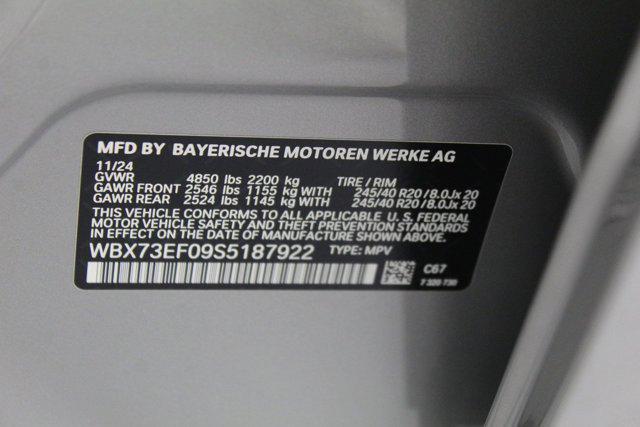 MFD BY BAYERISCHE MOTOREN WERKE AG
11/24
GVWR 4850 lbs 2200 kg TIRE / RIM
GAWR FRONT 2546 lbs 1155 kg WITH 245/40 R20 / 8.0Jx 20
GAWR REAR 2524 lbs 1145 kg WITH 245/40 R20 / 8.0Jx 20
THIS VEHICLE CONFORMS TO ALL APPLICABLE U. S. FEDERAL
MOTOR VEHICLE SAFETY AND THEFT PREVENTION STANDARDS
IN EFFECT ON THE DATE OF MANUFACTURE SHOWN ABOVE.
WBX73EF09S5187922 TYPE: MPV
C67
7 320 730